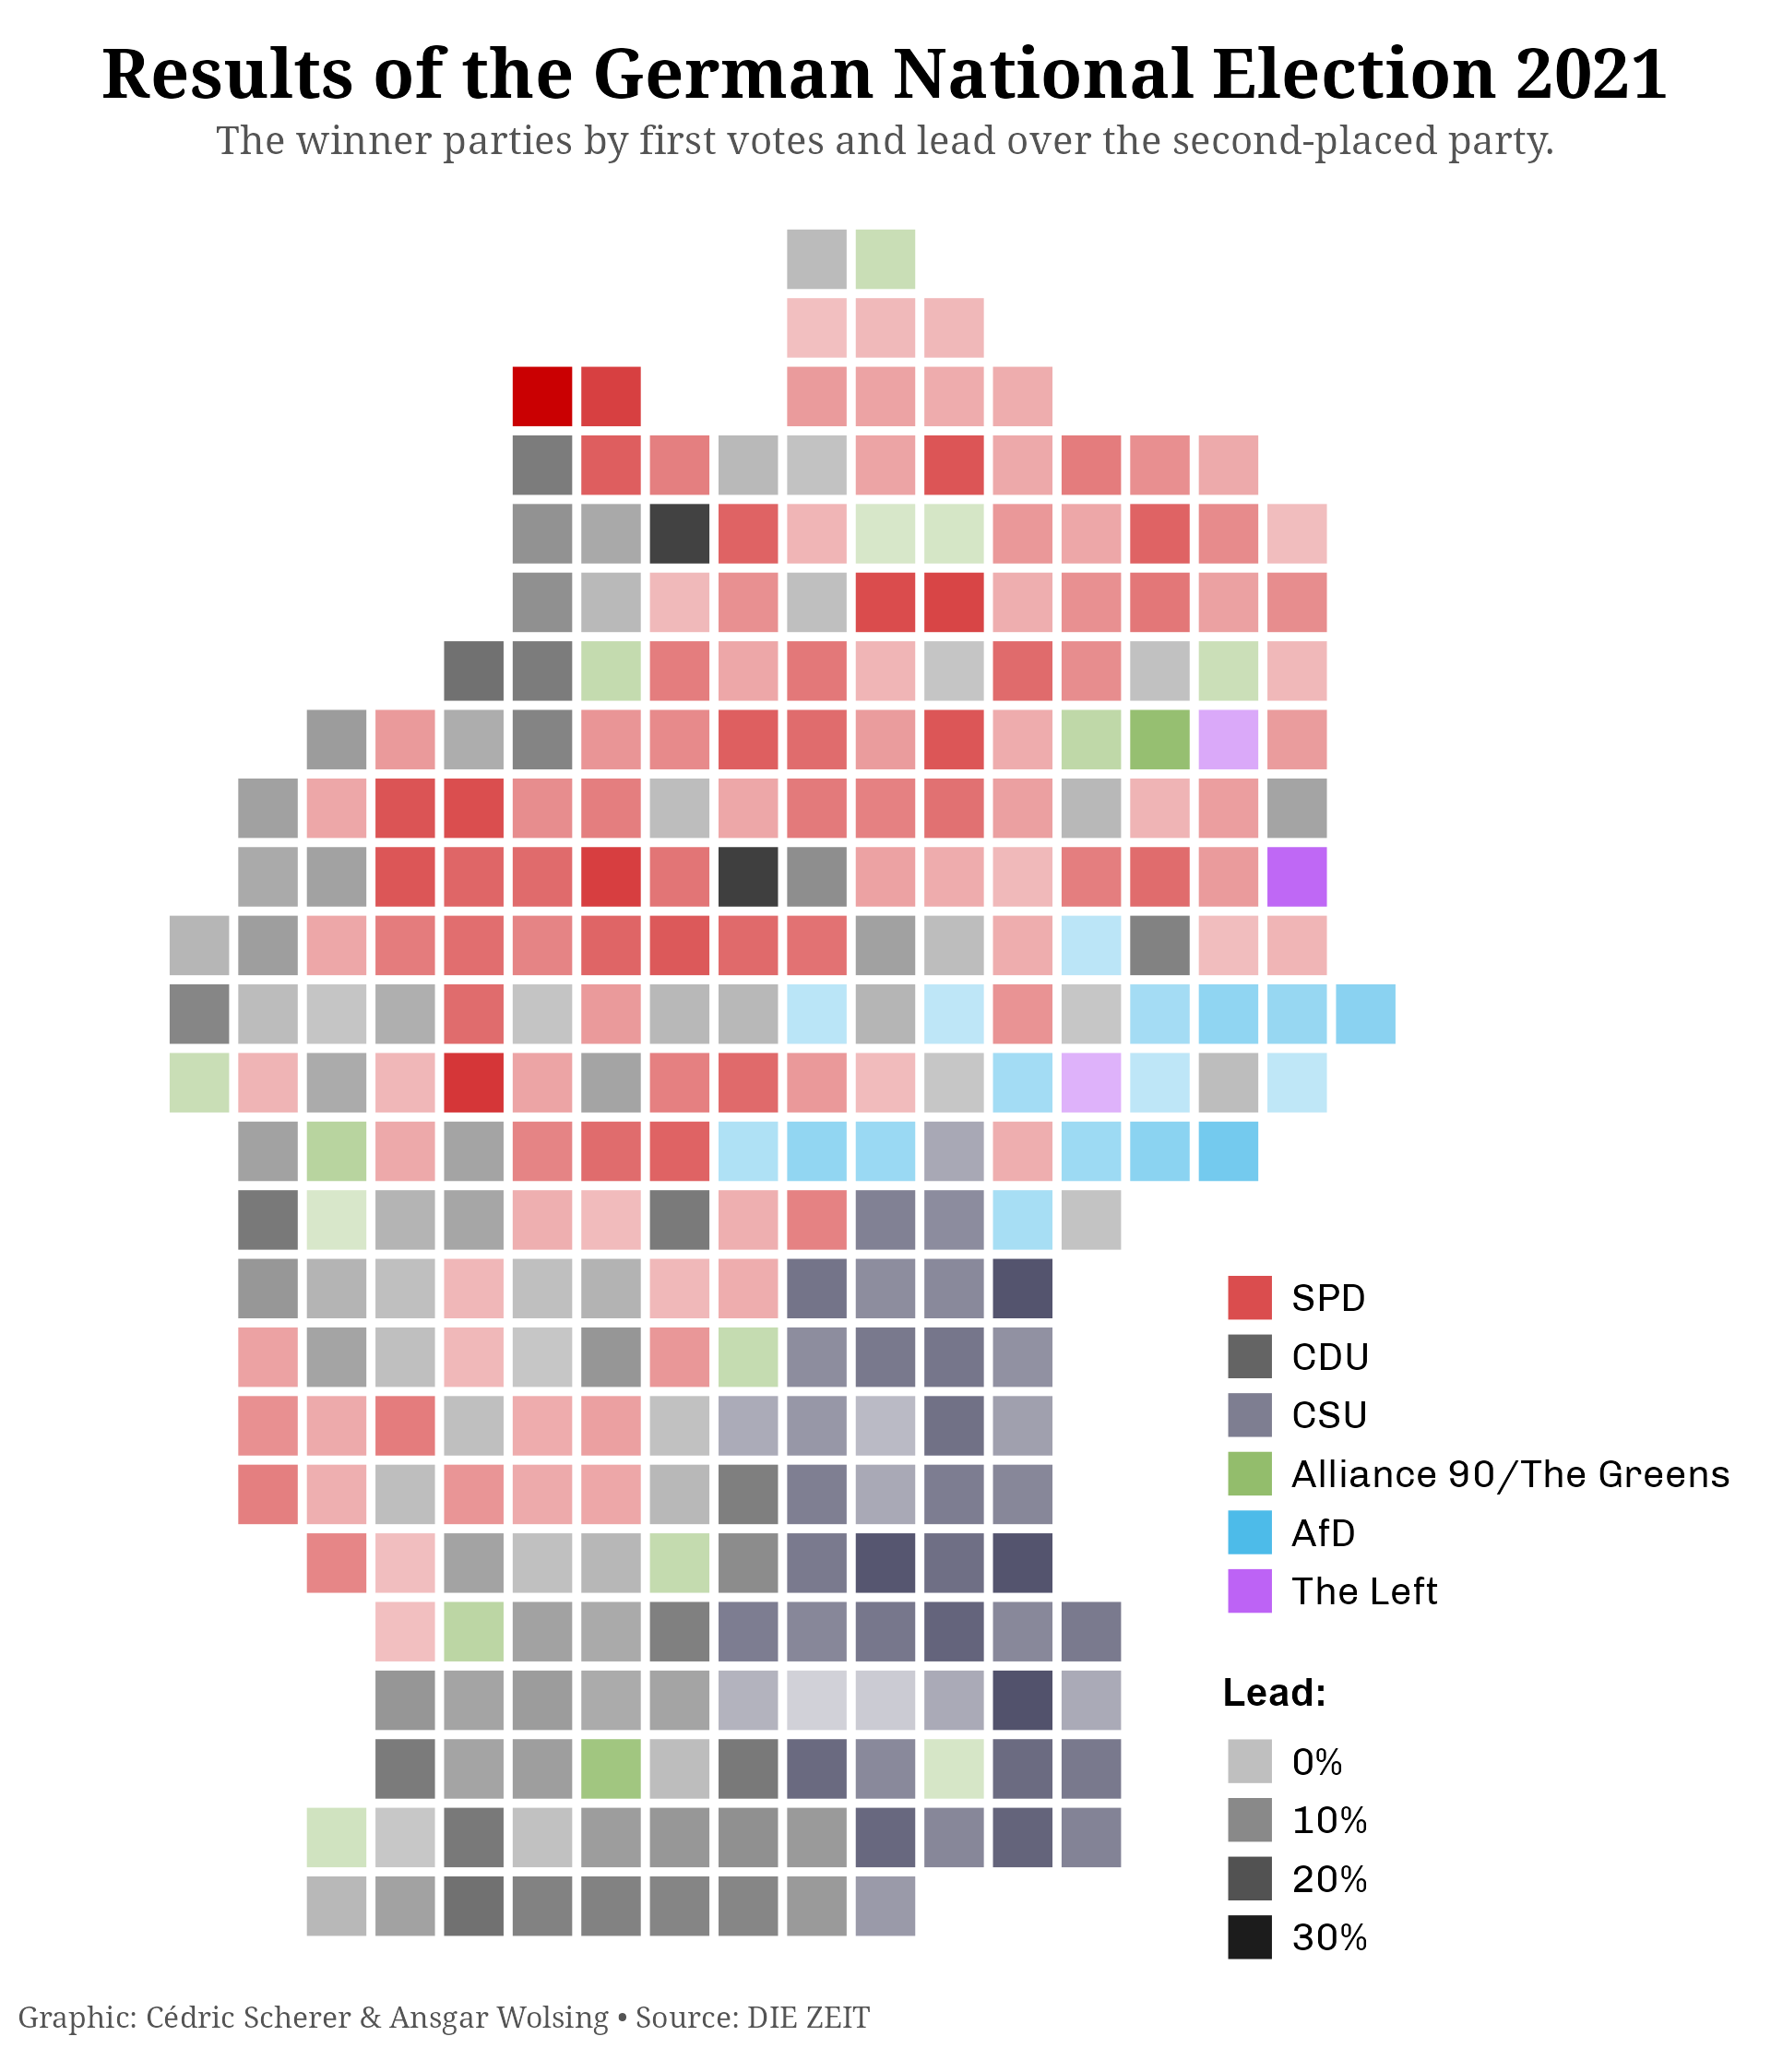 Results of the German National Election 2021
The winner parties by first votes and lead over the second-placed party.
SPD
CDU
CSU
Alliance 90/The Greens
AfD
The Left
Lead:
0%
10%
20%
30%
Graphic: Cédric Scherer & Ansgar Wolsing • Source: DIE ZEIT